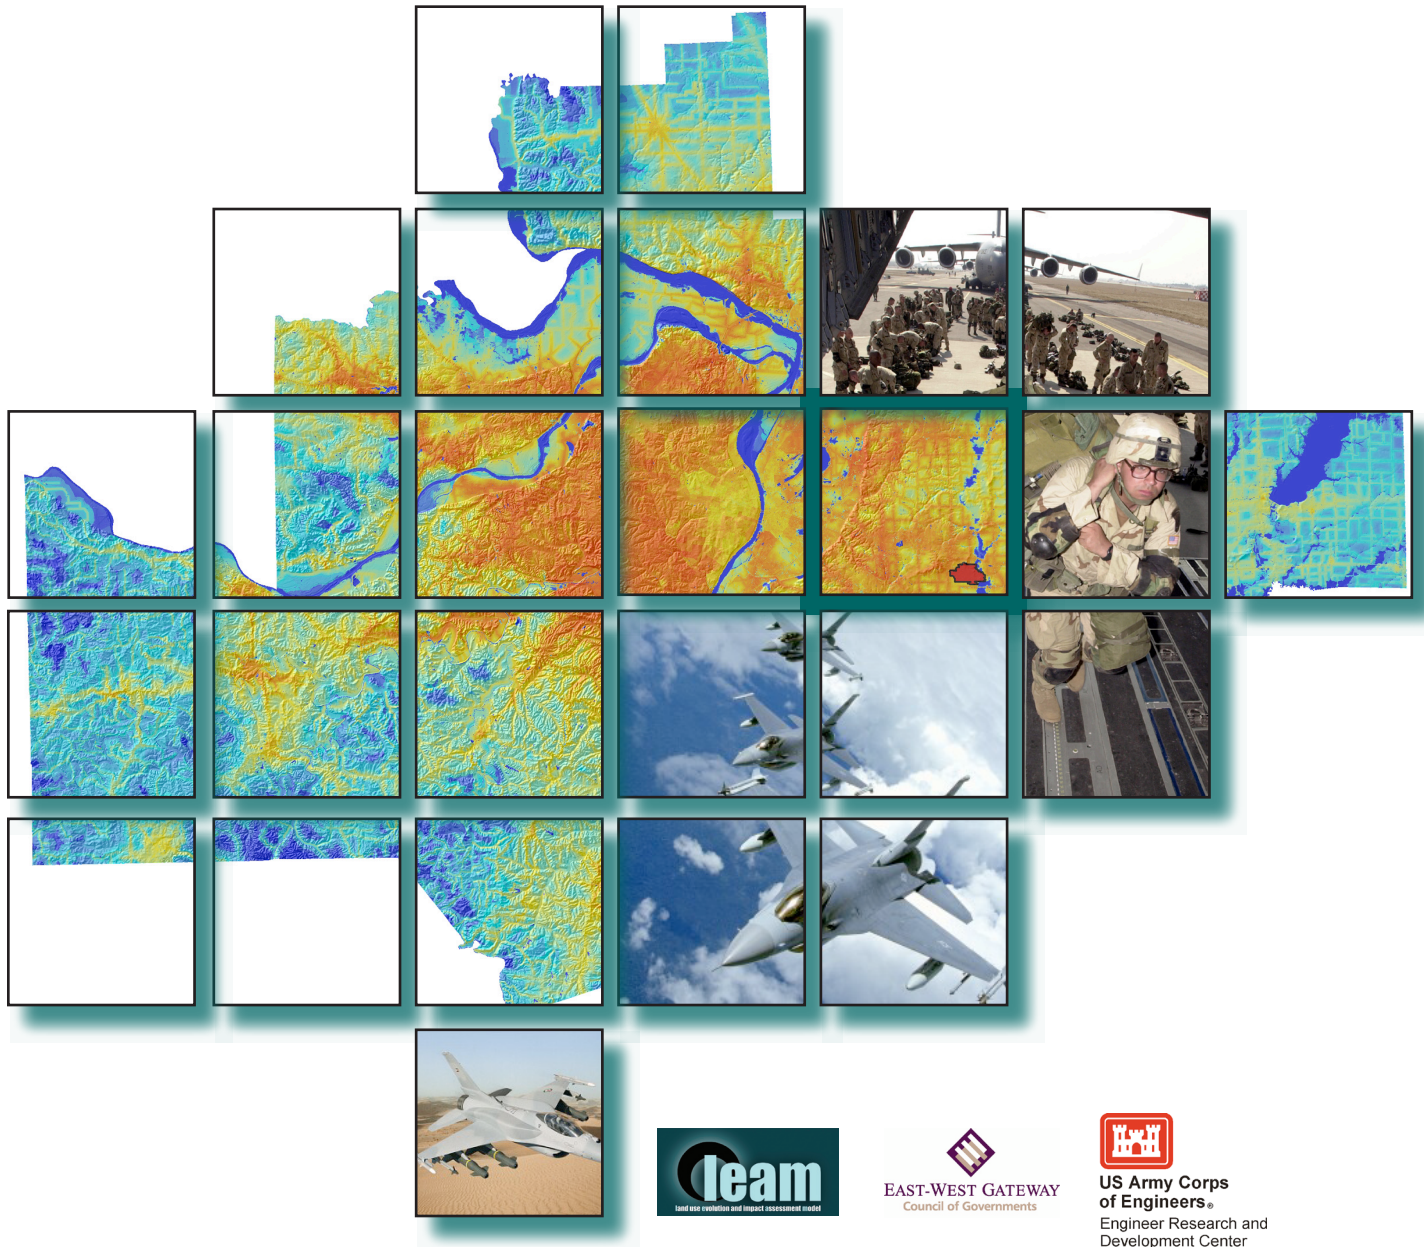 leam
land use evolution and impact assessment model
EAST-WEST GATEWAY
Council of Governments
US Army Corps
of Engineers®
Engineer Research and
Development Center